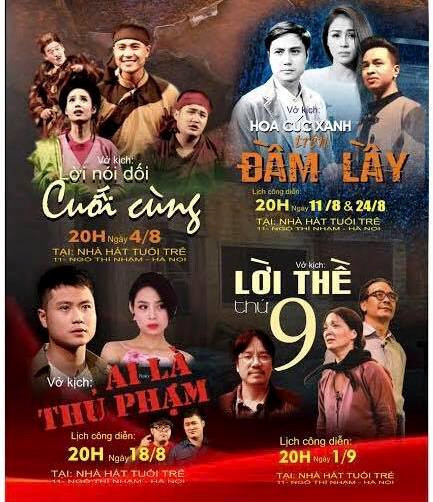 Vở kịch:
Lời nói dối
Cuối cùng
20H Ngày 4/8
TẠI: NHÀ HÁT TUỔI TRẺ
11- NGÔ THÌ NHẬM - HÀ NỘI
Vở kịch:
HOA CÚC XANH
trên
ĐẦM LẦY
Lịch công diễn:
20H Ngày 11/8 & 24/8
TẠI: NHÀ HÁT TUỔI TRẺ
11- NGÔ THÌ NHẬM - HÀ NỘI
Vở kịch:
AI LÀ
THỦ PHẠM
Lịch công diễn:
20H Ngày 18/8
TẠI: NHÀ HÁT TUỔI TRẺ
11- NGÔ THÌ NHẬM - HÀ NỘI
Vở kịch:
LỜI THỀ
thứ
9
Lịch công diễn:
20H Ngày 1/9
TẠI: NHÀ HÁT TUỔI TRẺ
11- NGÔ THÌ NHẬM - HÀ NỘI